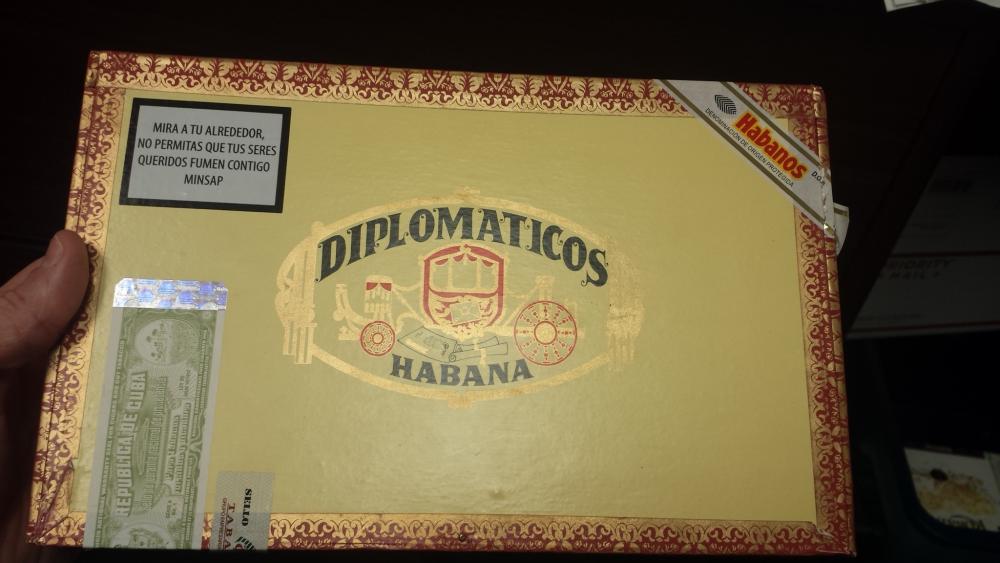 MIRA A TU ALREDEDOR,
NO PERMITAS QUE TUS SERES
QUERIDOS FUMEN CONTIGO
MINSAP
Habanos
DENOMINACIÓN DE ORIGEN PROTEGIDA
DIPLOMATICOS
HABANA
REPUBLICA DE CUBA
SELLO